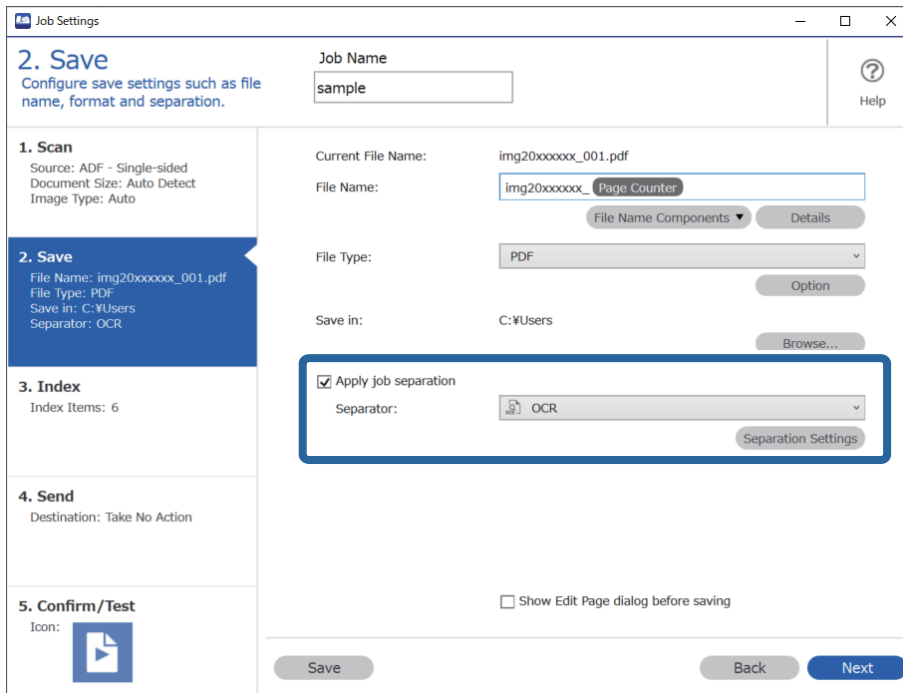 Job Settings
2. Save
Configure save settings such as file
name, format and separation.
Job Name
sample
Help
1. Scan
Source: ADF - Single-sided
Document Size: Auto Detect
Image Type: Auto
2. Save
File Name: img20xxxxxx_001.pdf
File Type: PDF
Save in: C:¥Users
Separator: OCR
3. Index
Index Items: 6
4. Send
Destination: Take No Action
5. Confirm/Test
Icon:
Current File Name: img20xxxxxx_001.pdf
File Name: img20xxxxxx_ Page Counter
File Name Components ▼ Details
File Type: PDF
Option
Save in: C:¥Users
Browse...
Apply job separation
Separator: OCR
Separation Settings
Show Edit Page dialog before saving
Save Back Next